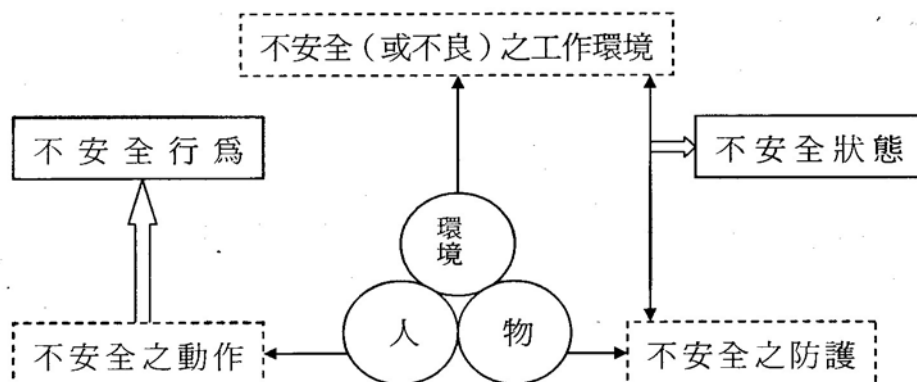 不安全（或不良）之工作環境
不安全行爲
不安全狀態
環境
人
物
不安全之動作
不安全之防護